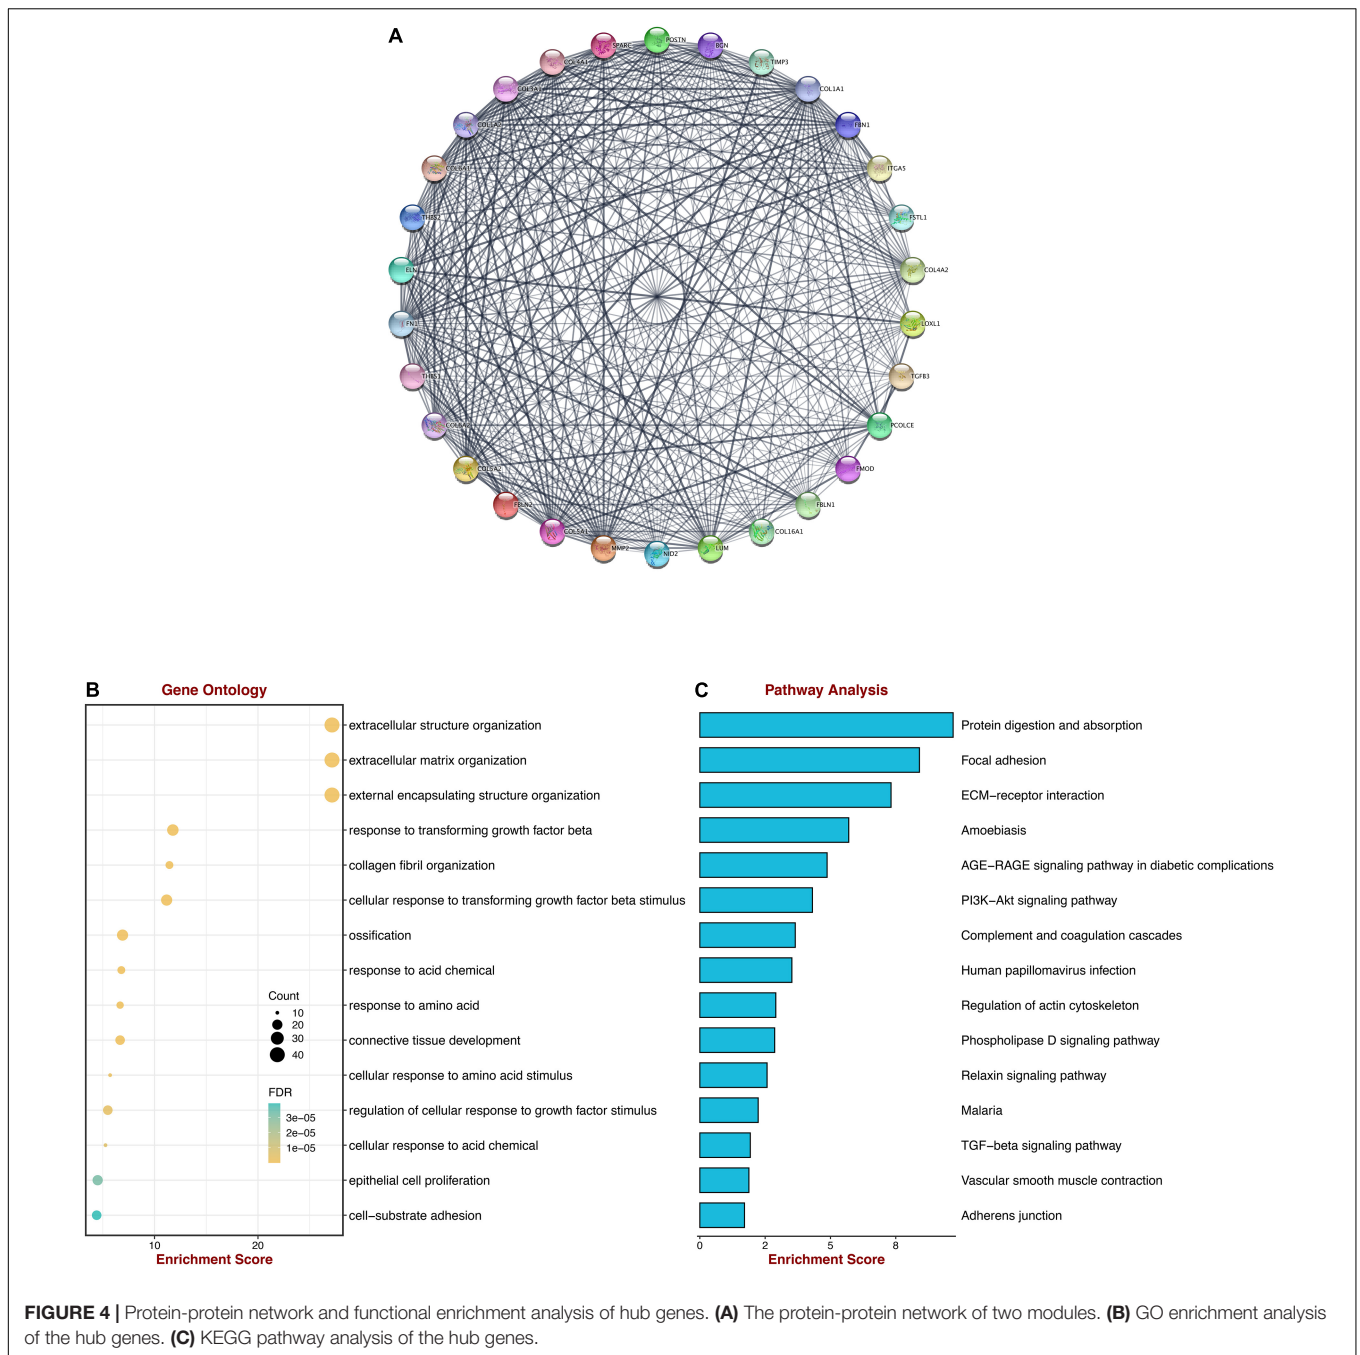 A
SPARC
POSTN
BGN
TIMP3
COL4A1
COL1A1
COL3A1
FBN1
COL1A2
ITGA5
COL6A1
FSTL1
THBS2
COL4A2
ELN
LOXL1
FN1
TGFB3
THBS1
PCOLCE
COL6A2
FMOD
COL5A2
FBLN1
FBLN2
COL16A1
COL5A1
LUM
MMP2
NID2
B
Gene Ontology
extracellular structure organization
extracellular matrix organization
external encapsulating structure organization
response to transforming growth factor beta
collagen fibril organization
cellular response to transforming growth factor beta stimulus
ossification
response to acid chemical
response to amino acid
connective tissue development
cellular response to amino acid stimulus
regulation of cellular response to growth factor stimulus
cellular response to acid chemical
epithelial cell proliferation
cell−substrate adhesion
Count
10
20
30
40
FDR
3e−05
2e−05
1e−05
10 20
Enrichment Score
C
Pathway Analysis
Protein digestion and absorption
Focal adhesion
ECM−receptor interaction
Amoebiasis
AGE−RAGE signaling pathway in diabetic complications
PI3K−Akt signaling pathway
Complement and coagulation cascades
Human papillomavirus infection
Regulation of actin cytoskeleton
Phospholipase D signaling pathway
Relaxin signaling pathway
Malaria
TGF−beta signaling pathway
Vascular smooth muscle contraction
Adherens junction
0 2 5 8
Enrichment Score
FIGURE 4 | Protein-protein network and functional enrichment analysis of hub genes. (A) The protein-protein network of two modules. (B) GO enrichment analysis
of the hub genes. (C) KEGG pathway analysis of the hub genes.